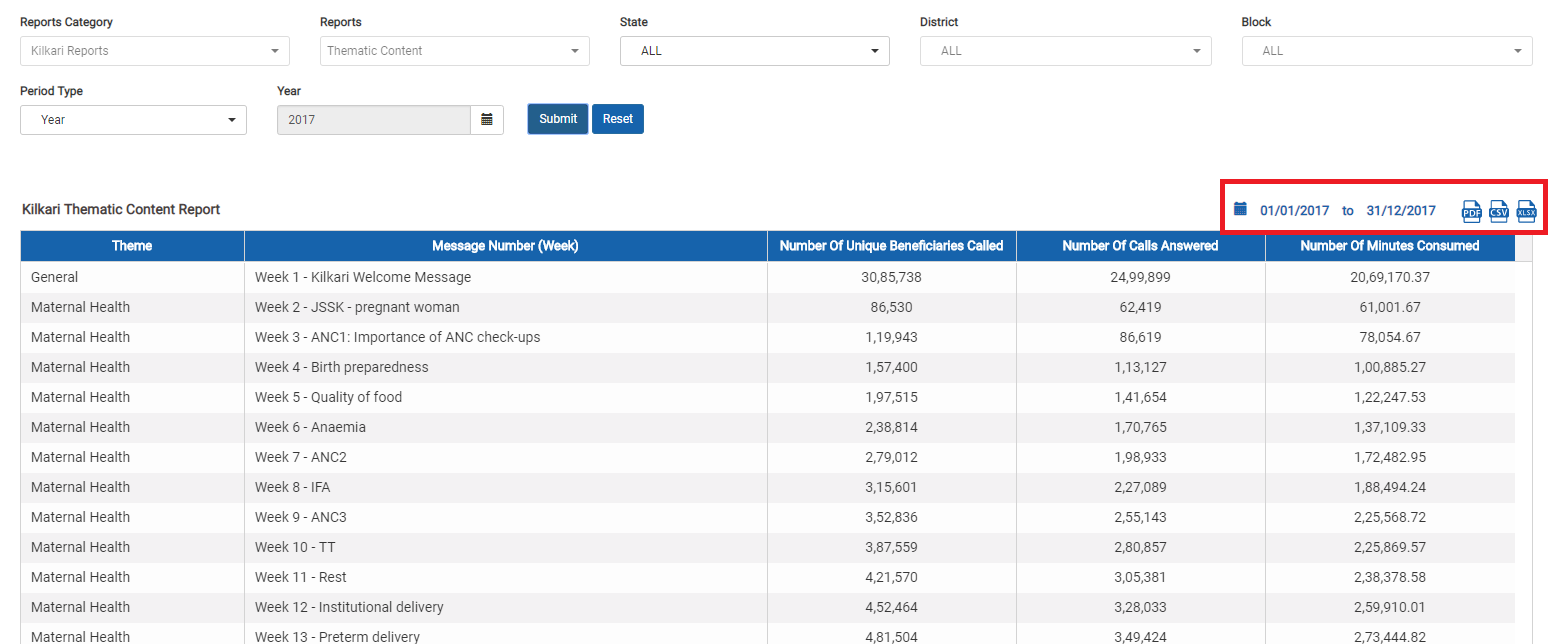 Reports Category Reports State District Block
Kilkari Reports Thematic Content ALL ALL ALL
Period Type Year
Year 2017 Submit Reset
Kilkari Thematic Content Report 01/01/2017 to 31/12/2017 PDF CSV XLSX
Theme Message Number (Week) Number Of Unique Beneficiaries Called Number Of Calls Answered Number Of Minutes Consumed
General Week 1 - Kilkari Welcome Message 30,85,738 24,99,899 20,69,170.37
Maternal Health Week 2 - JSSK - pregnant woman 86,530 62,419 61,001.67
Maternal Health Week 3 - ANC1: Importance of ANC check-ups 1,19,943 86,619 78,054.67
Maternal Health Week 4 - Birth preparedness 1,57,400 1,13,127 1,00,885.27
Maternal Health Week 5 - Quality of food 1,97,515 1,41,654 1,22,247.53
Maternal Health Week 6 - Anaemia 2,38,814 1,70,765 1,37,109.33
Maternal Health Week 7 - ANC2 2,79,012 1,98,933 1,72,482.95
Maternal Health Week 8 - IFA 3,15,601 2,27,089 1,88,494.24
Maternal Health Week 9 - ANC3 3,52,836 2,55,143 2,25,568.72
Maternal Health Week 10 - TT 3,87,559 2,80,857 2,25,869.57
Maternal Health Week 11 - Rest 4,21,570 3,05,381 2,38,378.58
Maternal Health Week 12 - Institutional delivery 4,52,464 3,28,033 2,59,910.01
Maternal Health Week 13 - Preterm delivery 4,81,504 3,49,424 2,73,444.82